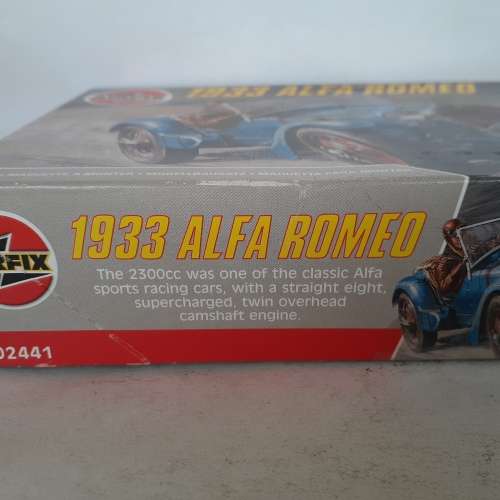 1933 ALFA ROMEO
1933 ALFA ROMEO
The 2300cc was one of the classic Alfa
sports racing cars, with a straight eight,
supercharged, twin overhead
camshaft engine.
RFIX
02441